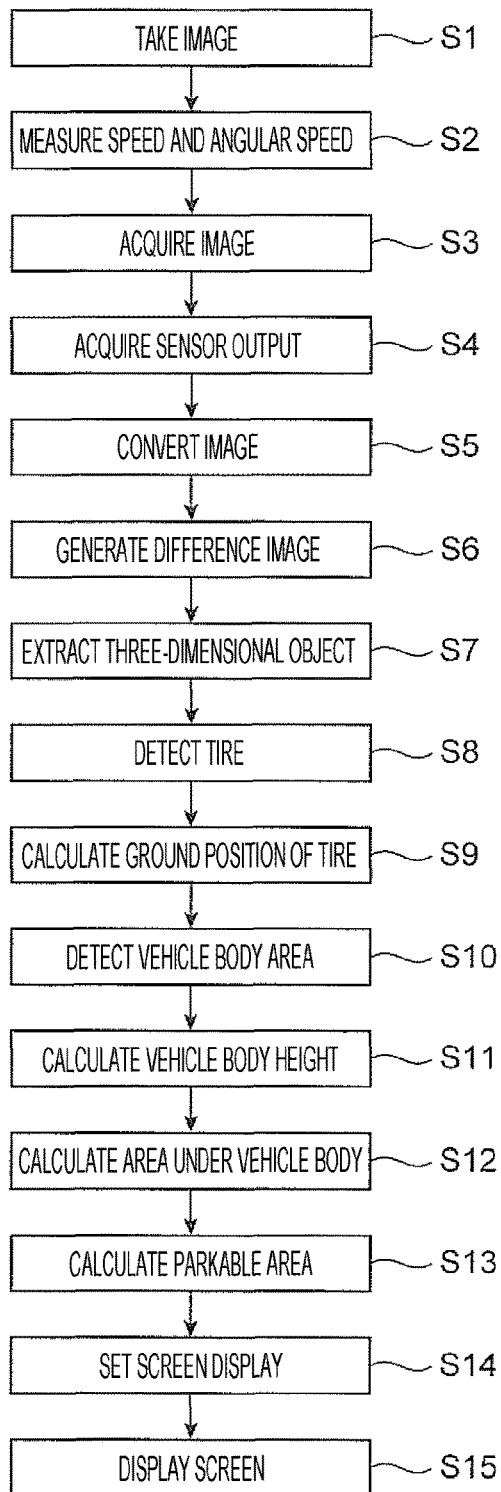 TAKE IMAGE S1
MEASURE SPEED AND ANGULAR SPEED S2
ACQUIRE IMAGE S3
ACQUIRE SENSOR OUTPUT S4
CONVERT IMAGE S5
GENERATE DIFFERENCE IMAGE S6
EXTRACT THREE-DIMENSIONAL OBJECT S7
DETECT TIRE S8
CALCULATE GROUND POSITION OF TIRE S9
DETECT VEHICLE BODY AREA S10
CALCULATE VEHICLE BODY HEIGHT S11
CALCULATE AREA UNDER VEHICLE BODY S12
CALCULATE PARKABLE AREA S13
SET SCREEN DISPLAY S14
DISPLAY SCREEN S15